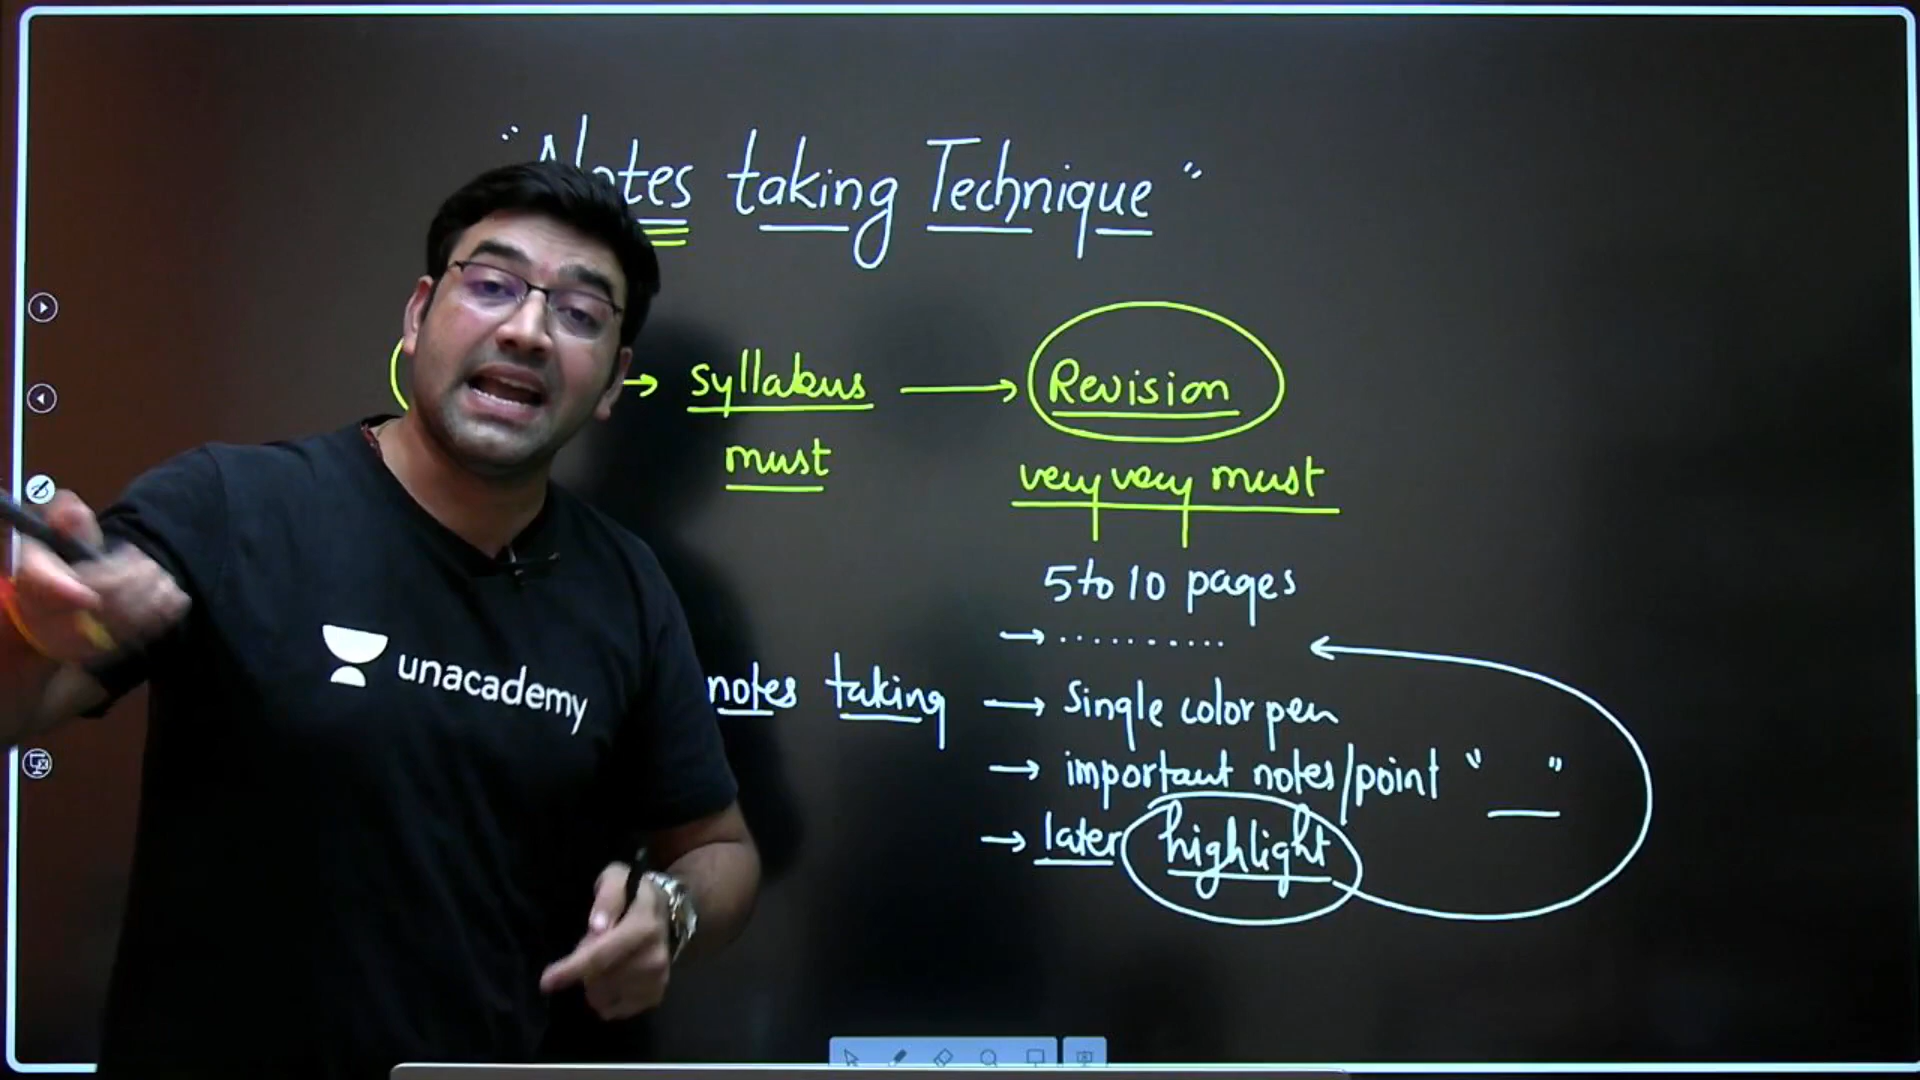 "Notes taking Technique"
→ syllabus → Revision
must
very very must
5 to 10 pages
→ ..........
notes taking → Single color pen
→ important notes/point " __ "
→ later highlight
unacademy